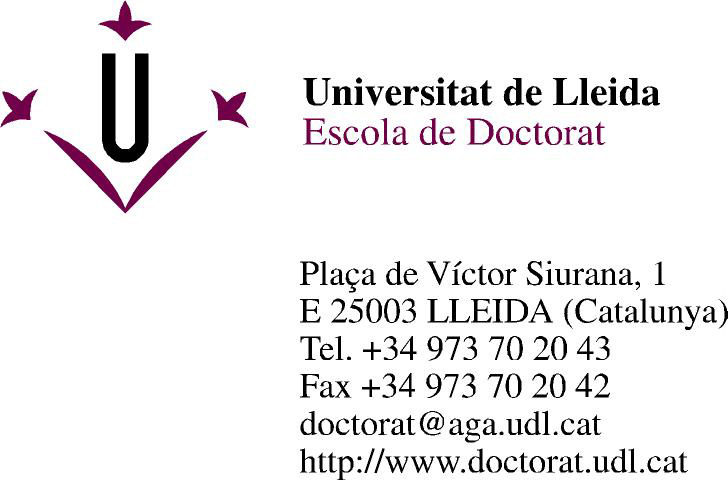 U
Universitat de Lleida
Escola de Doctorat
Plaça de Víctor Siurana, 1
E 25003 LLEIDA (Catalunya)
Tel. +34 973 70 20 43
Fax +34 973 70 20 42
doctorat@aga.udl.cat
http://www.doctorat.udl.cat